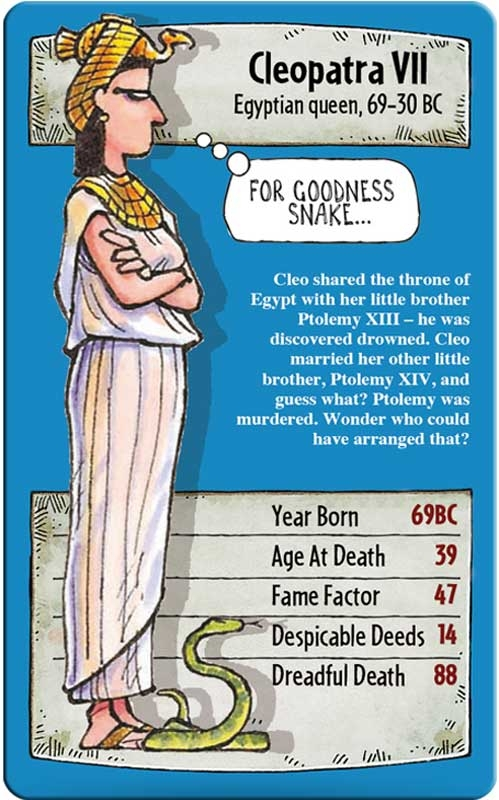 Cleopatra VII
Egyptian queen, 69–30 BC
FOR GOODNESS
SNAKE...
Cleo shared the throne of
Egypt with her little brother
Ptolemy XIII – he was
discovered drowned. Cleo
married her other little
brother, Ptolemy XIV, and
guess what? Ptolemy was
murdered. Wonder who could
have arranged that?
Year Born 69BC
Age At Death 39
Fame Factor 47
Despicable Deeds 14
Dreadful Death 88